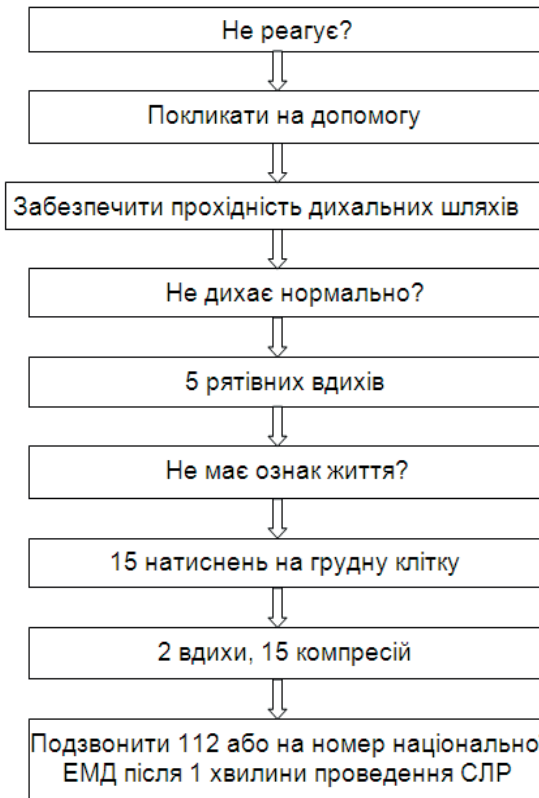 Не реагує?
Покликати на допомогу
Забезпечити прохідність дихальних шляхів
Не дихає нормально?
5 рятівних вдихів
Не має ознак життя?
15 натиснень на грудну клітку
2 вдихи, 15 компресій
Подзвонити 112 або на номер національно
ЕМД після 1 хвилини проведення СЛР